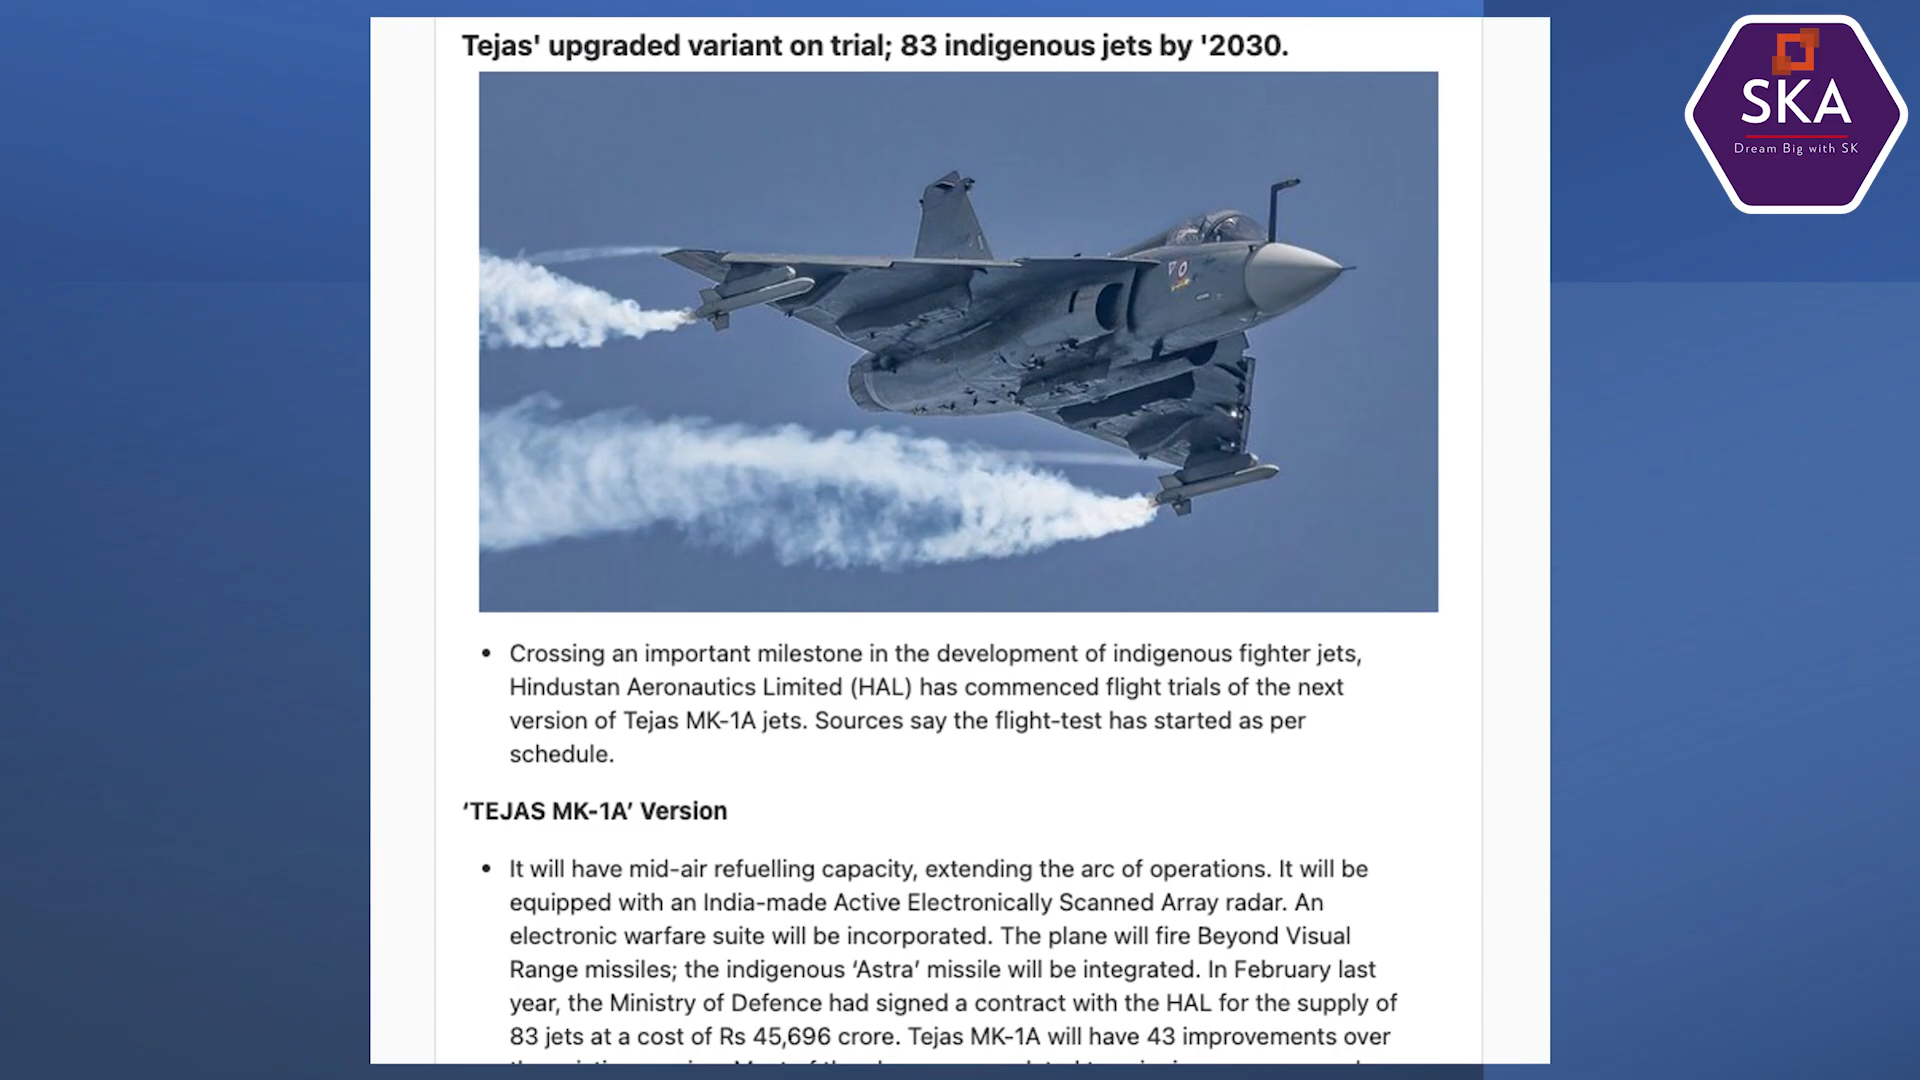 Tejas' upgraded variant on trial; 83 indigenous jets by '2030.
SKA
Dream Big with SK
• Crossing an important milestone in the development of indigenous fighter jets,
Hindustan Aeronautics Limited (HAL) has commenced flight trials of the next
version of Tejas MK-1A jets. Sources say the flight-test has started as per
schedule.
‘TEJAS MK-1A’ Version
• It will have mid-air refuelling capacity, extending the arc of operations. It will be
equipped with an India-made Active Electronically Scanned Array radar. An
electronic warfare suite will be incorporated. The plane will fire Beyond Visual
Range missiles; the indigenous ‘Astra’ missile will be integrated. In February last
year, the Ministry of Defence had signed a contract with the HAL for the supply of
83 jets at a cost of Rs 45,696 crore. Tejas MK-1A will have 43 improvements over